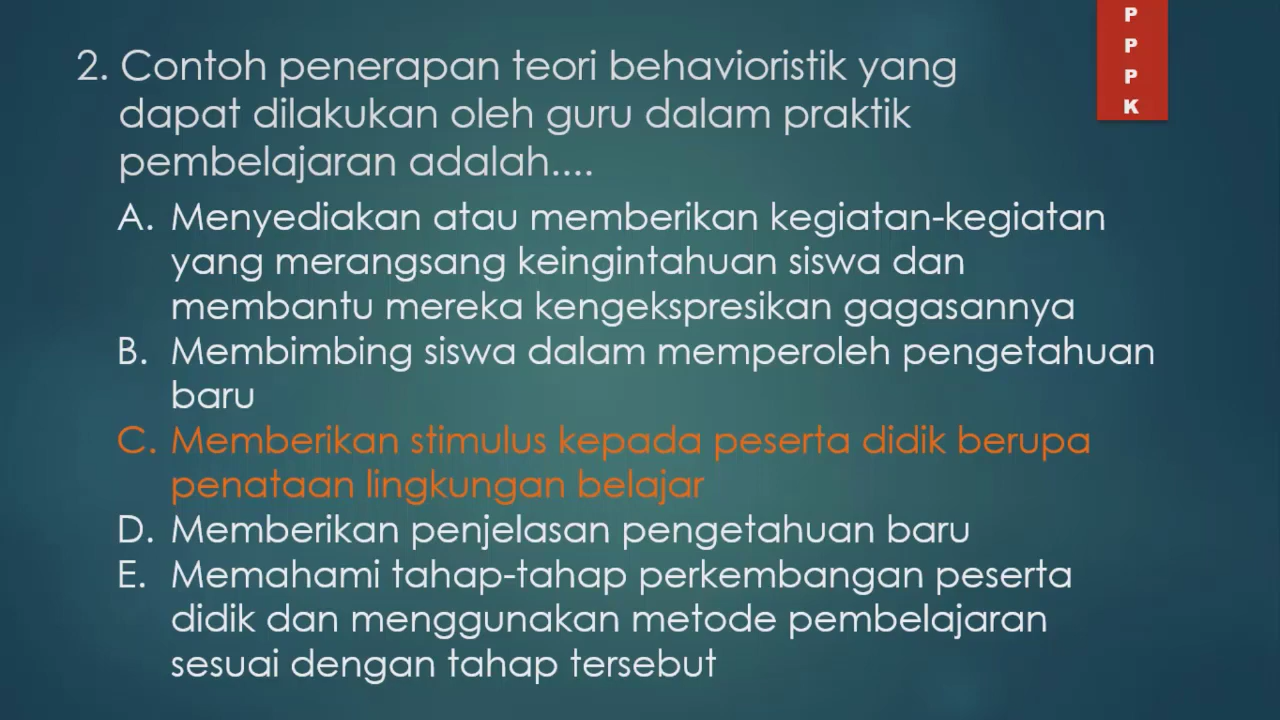 2. Contoh penerapan teori behavioristik yang
dapat dilakukan oleh guru dalam praktik
pembelajaran adalah....
A. Menyediakan atau memberikan kegiatan-kegiatan
yang merangsang keingintahuan siswa dan
membantu mereka kengekspresikan gagasannya
B. Membimbing siswa dalam memperoleh pengetahuan
baru
C. Memberikan stimulus kepada peserta didik berupa
penataan lingkungan belajar
D. Memberikan penjelasan pengetahuan baru
E. Memahami tahap-tahap perkembangan peserta
didik dan menggunakan metode pembelajaran
sesuai dengan tahap tersebut
P
P
P
K